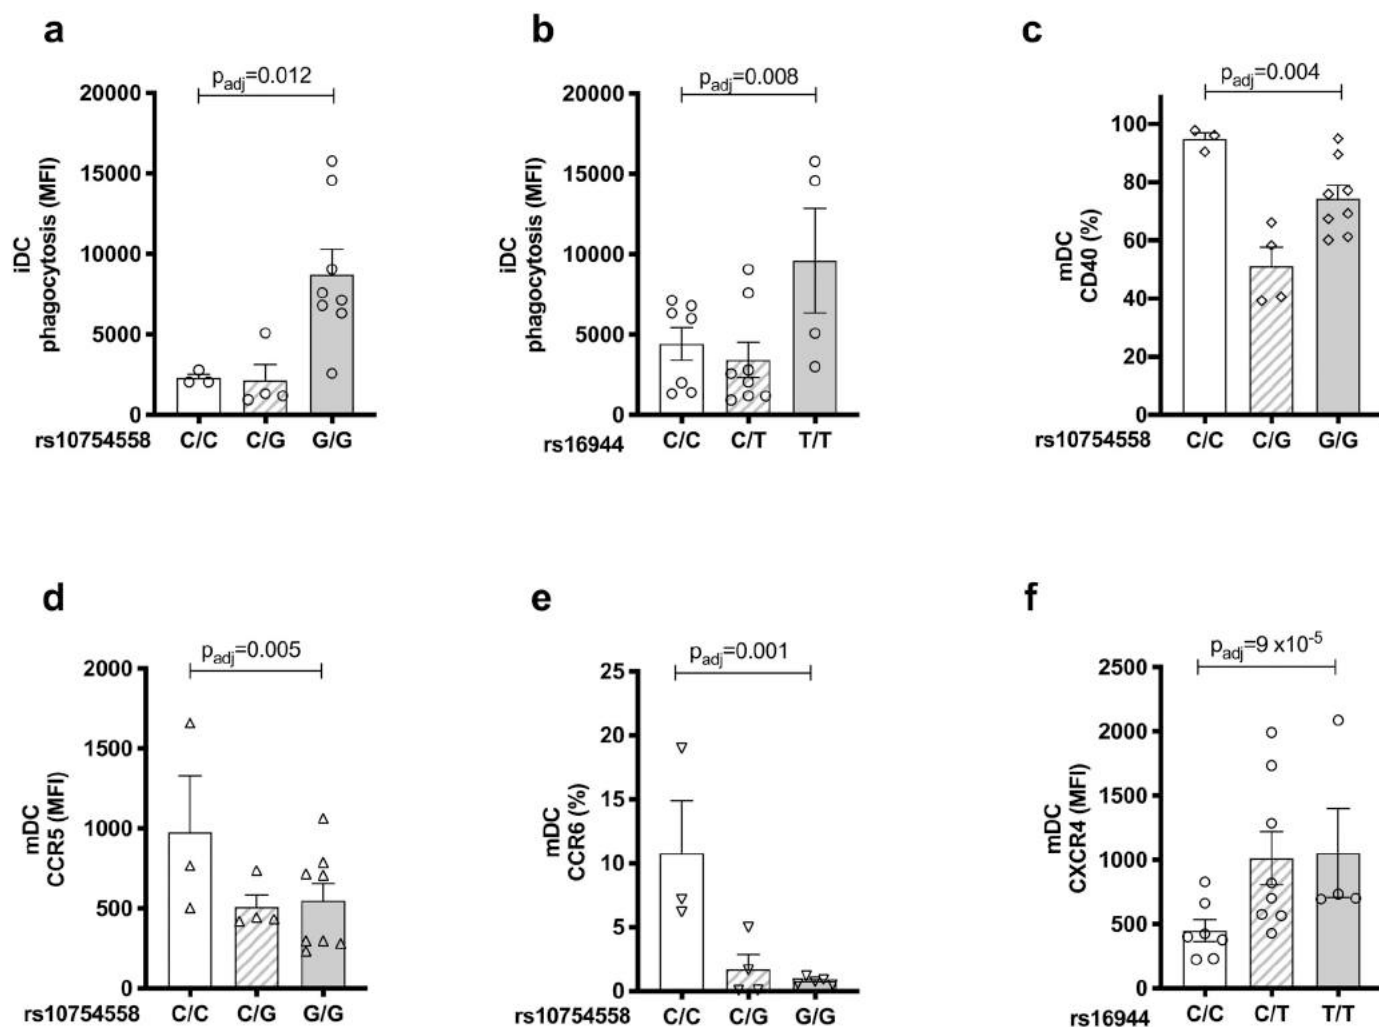 a
p_adj=0.012
20000
15000
10000
5000
0
iDC
phagocytosis (MFI)
rs10754558 C/C C/G G/G
b
p_adj=0.008
20000
15000
10000
5000
0
iDC
phagocytosis (MFI)
rs16944 C/C C/T T/T
c
p_adj=0.004
100
80
60
40
20
0
mDC
CD40 (%)
rs10754558 C/C C/G G/G
d
p_adj=0.005
2000
1500
1000
500
0
mDC
CCR5 (MFI)
rs10754558 C/C C/G G/G
e
p_adj=0.001
25
20
15
10
5
0
mDC
CCR6 (%)
rs10754558 C/C C/G G/G
f
p_adj=9 x10⁻⁵
2500
2000
1500
1000
500
0
mDC
CXCR4 (MFI)
rs16944 C/C C/T T/T